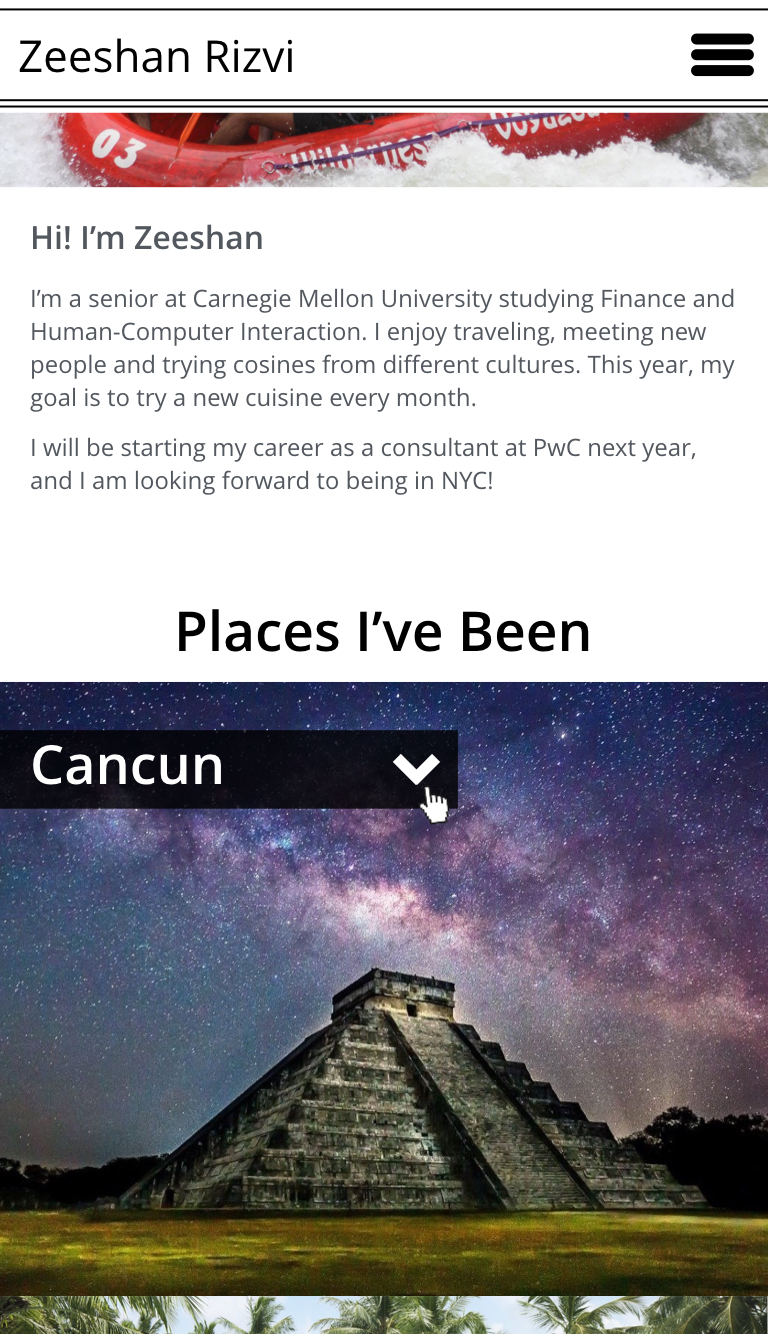 Zeeshan Rizvi
03
Wilderness
Voyageu
Hi! I’m Zeeshan
I’m a senior at Carnegie Mellon University studying Finance and
Human-Computer Interaction. I enjoy traveling, meeting new
people and trying cosines from different cultures. This year, my
goal is to try a new cuisine every month.
I will be starting my career as a consultant at PwC next year,
and I am looking forward to being in NYC!
Places I’ve Been
Cancun